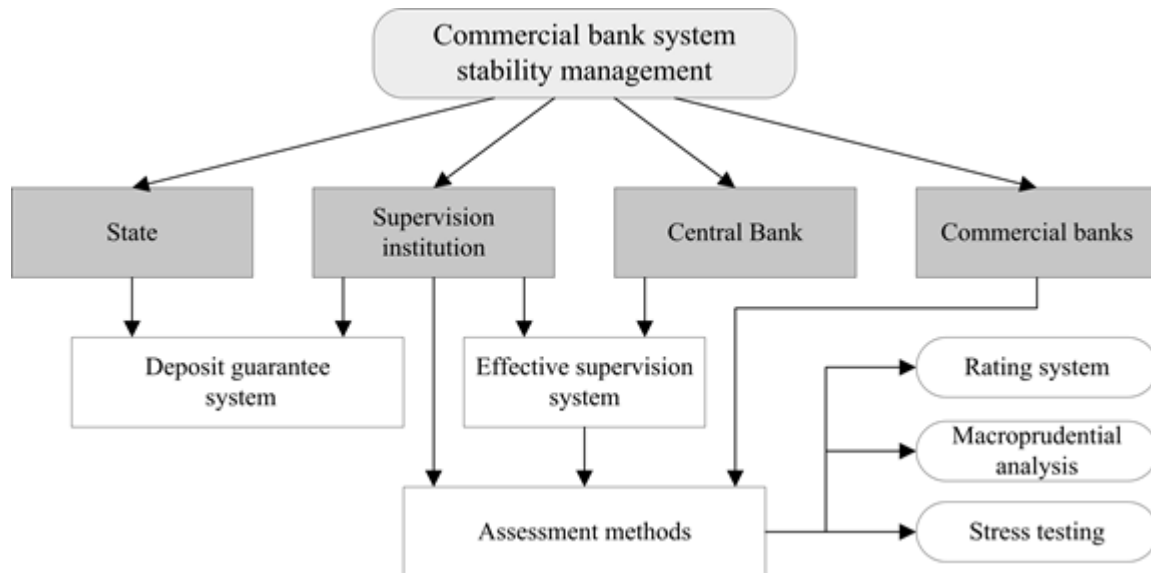 Commercial bank system
stability management
State
Supervision
institution
Central Bank
Commercial banks
Deposit guarantee
system
Effective supervision
system
Rating system
Macroprudential
analysis
Assessment methods
Stress testing